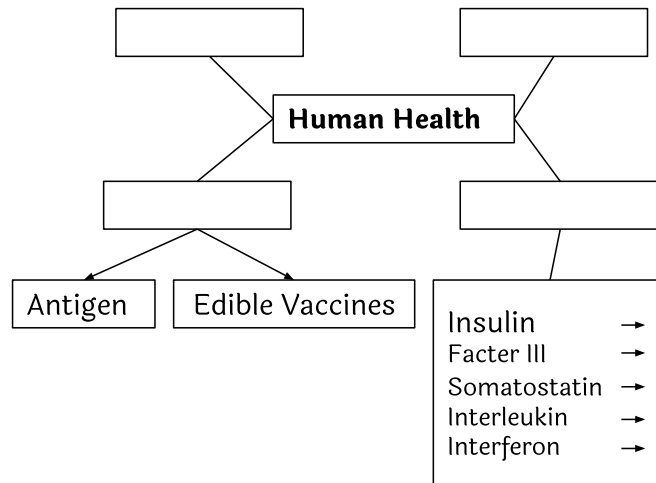 Human Health
Antigen
Edible Vaccines
Insulin
Facter III
Somatostatin
Interleukin
Interferon